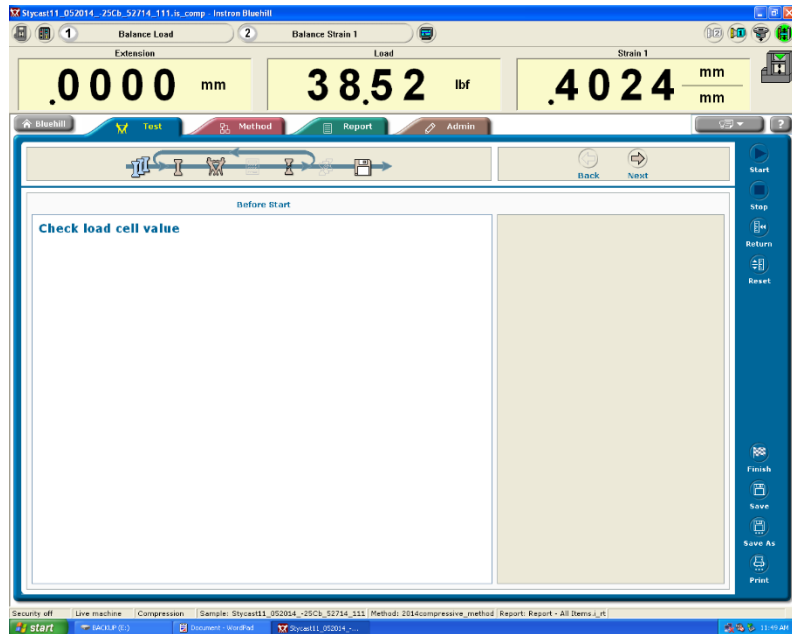 Stycast11_052014_-25Cb_52714_111.is_comp - Instron Bluehill
1 Balance Load 2 Balance Strain 1
Extension Load Strain 1
.0000 mm 38.52 lbf .4024 mm
mm
Bluehill Test Method Report Admin ?
Back Next
Start
Before Start
Stop
Check load cell value
Return
Reset
Finish
Save
Save As
Print
Security off Live machine Compression Sample: Stycast11_052014_-25Cb_52714_111 Method: 2014compressive_method Report: Report - All Items.i_rt
start BACKUP (E:) Document - WordPad Stycast11_052014_-... 11:49 AM